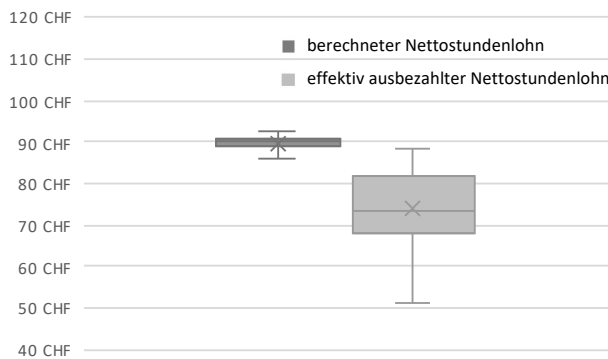 120 CHF
berechneter Nettostundenlohn
110 CHF
effektiv ausbezahlter Nettostundenlohn
100 CHF
90 CHF
80 CHF
70 CHF
60 CHF
50 CHF
40 CHF